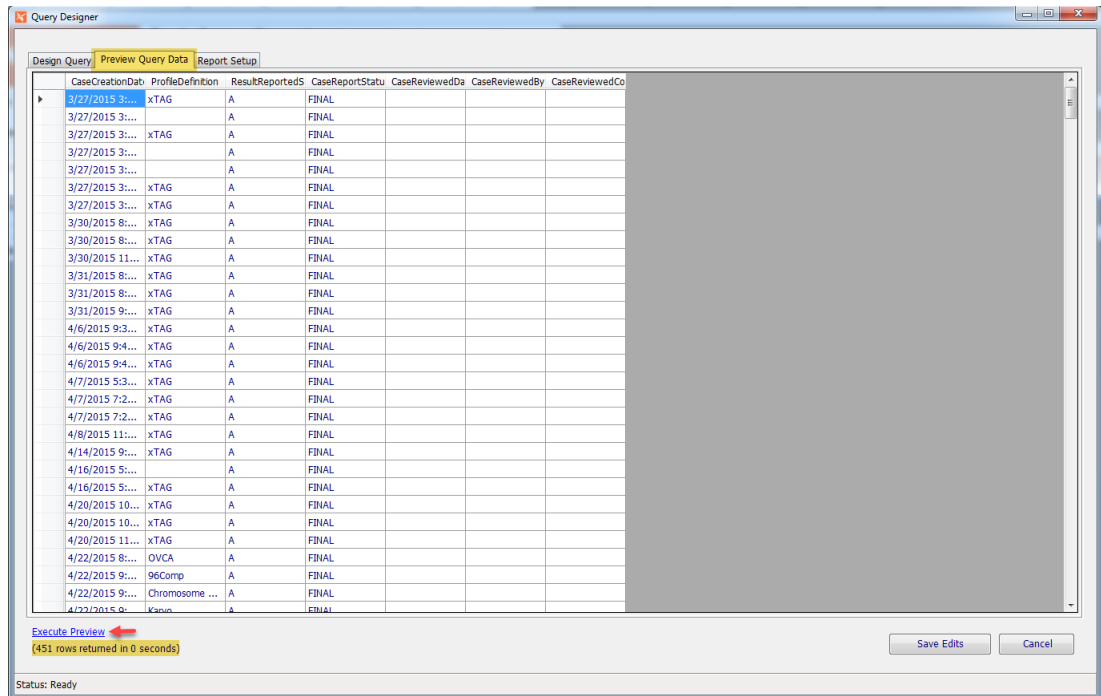 Query Designer
Design Query Preview Query Data Report Setup
CaseCreationDat ProfileDefinition ResultReportedS CaseReportStatu CaseReviewedDa CaseReviewedBy CaseReviewedCo
3/27/2015 3:... xTAG A FINAL
3/27/2015 3:... A FINAL
3/27/2015 3:... xTAG A FINAL
3/27/2015 3:... A FINAL
3/27/2015 3:... A FINAL
3/27/2015 3:... xTAG A FINAL
3/27/2015 3:... xTAG A FINAL
3/30/2015 8:... xTAG A FINAL
3/30/2015 8:... xTAG A FINAL
3/30/2015 11... xTAG A FINAL
3/31/2015 8:... xTAG A FINAL
3/31/2015 8:... xTAG A FINAL
3/31/2015 9:... xTAG A FINAL
4/6/2015 9:3... xTAG A FINAL
4/6/2015 9:4... xTAG A FINAL
4/6/2015 9:4... xTAG A FINAL
4/7/2015 5:3... xTAG A FINAL
4/7/2015 7:2... xTAG A FINAL
4/7/2015 7:2... xTAG A FINAL
4/8/2015 11:... xTAG A FINAL
4/14/2015 9:... xTAG A FINAL
4/16/2015 5:... A FINAL
4/16/2015 5:... xTAG A FINAL
4/20/2015 10... xTAG A FINAL
4/20/2015 10... xTAG A FINAL
4/20/2015 11... xTAG A FINAL
4/22/2015 8:... OVCA A FINAL
4/22/2015 9:... 96Comp A FINAL
4/22/2015 9:... Chromosome ... A FINAL
4/22/2015 9:... Karyo A FINAL
Execute Preview
(451 rows returned in 0 seconds)
Save Edits Cancel
Status: Ready